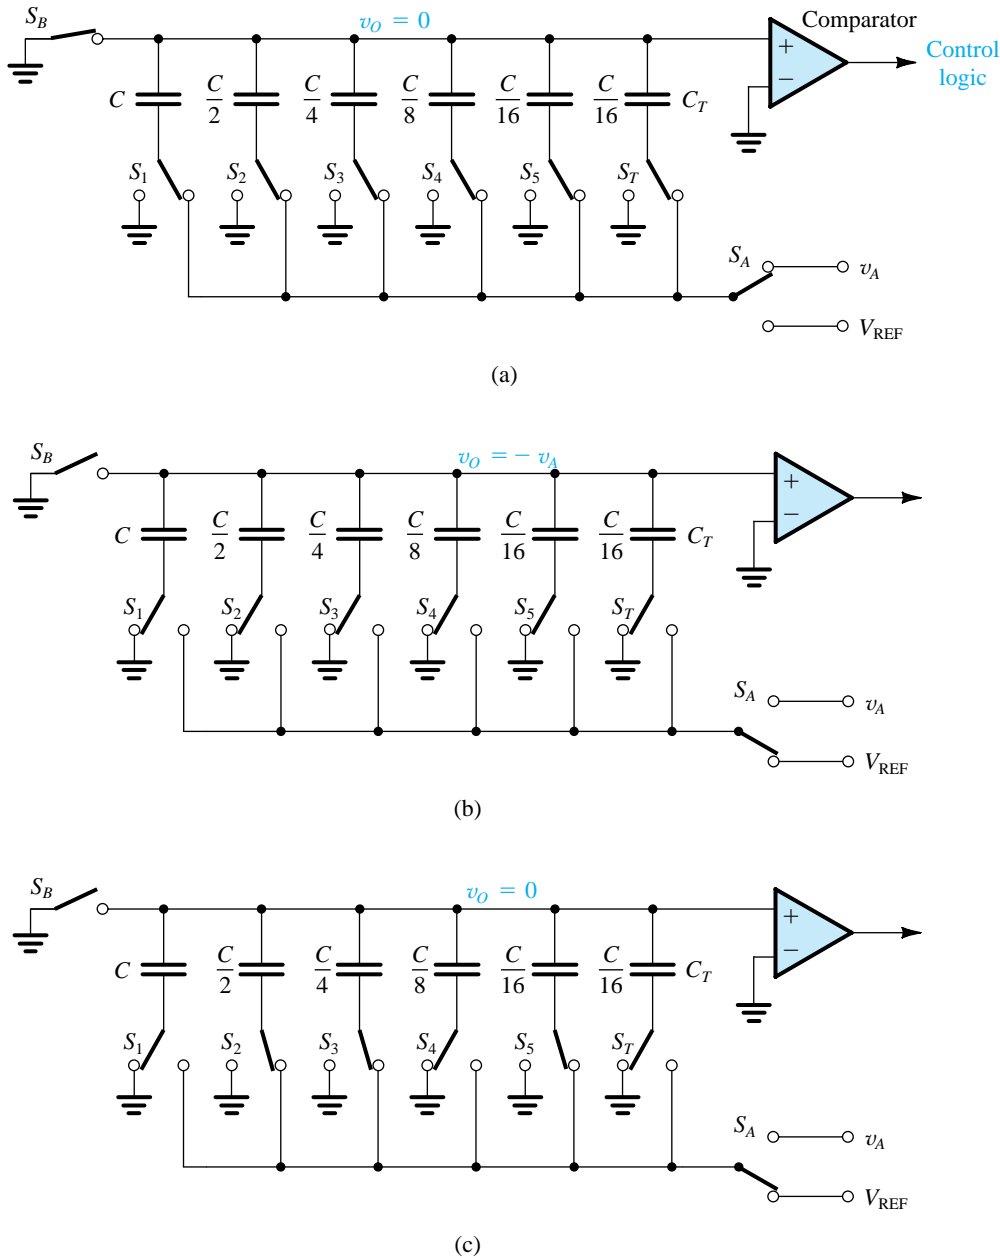 S_B v_O = 0 Comparator
+
−
Control
logic
C C/2 C/4 C/8 C/16 C/16 C_T
S_1 S_2 S_3 S_4 S_5 S_T
S_A v_A
V_REF
(a)
S_B v_O = − v_A
+
−
C C/2 C/4 C/8 C/16 C/16 C_T
S_1 S_2 S_3 S_4 S_5 S_T
S_A v_A
V_REF
(b)
S_B v_O = 0
+
−
C C/2 C/4 C/8 C/16 C/16 C_T
S_1 S_2 S_3 S_4 S_5 S_T
S_A v_A
V_REF
(c)